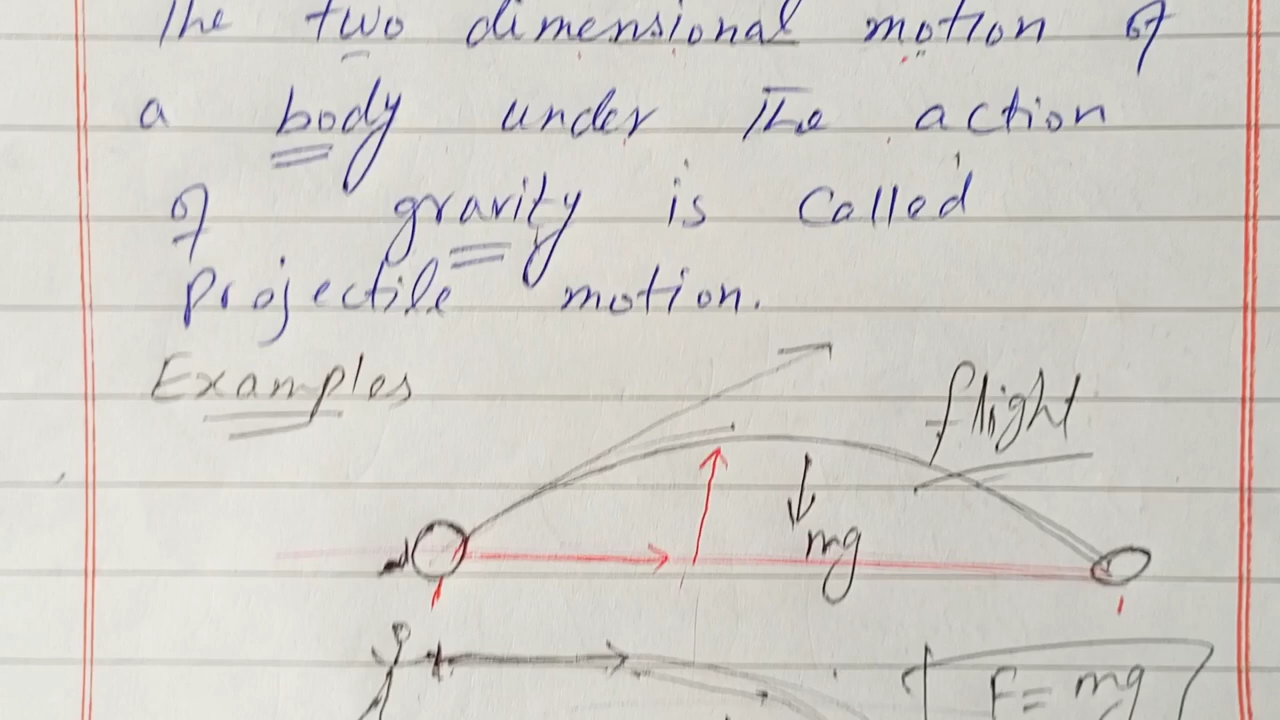 The two dimensional motion of
a body under The action
of gravity is Called
Projectile motion.
Examples
flight
mg
F = mg